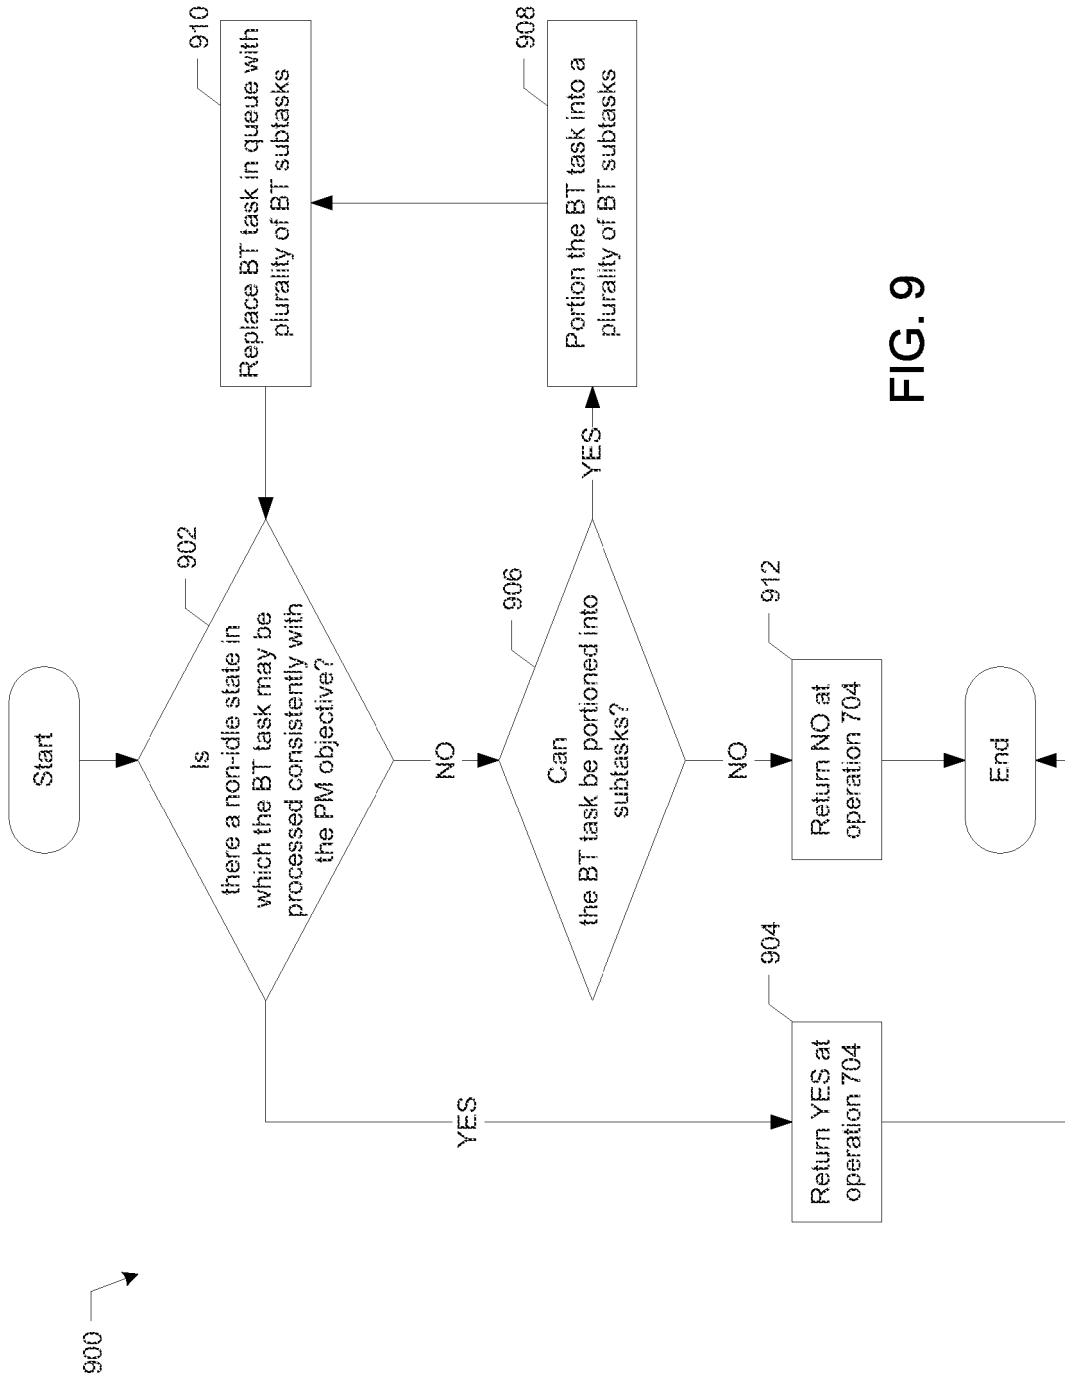 900
Start
902
Is
there a non-idle state in
which the BT task may be
processed consistently with
the PM objective?
910
Replace BT task in queue with
plurality of BT subtasks
YES
NO
906
Can
the BT task be portioned into
subtasks?
YES
908
Portion the BT task into a
plurality of BT subtasks
NO
904
Return YES at
operation 704
912
Return NO at
operation 704
End
FIG. 9